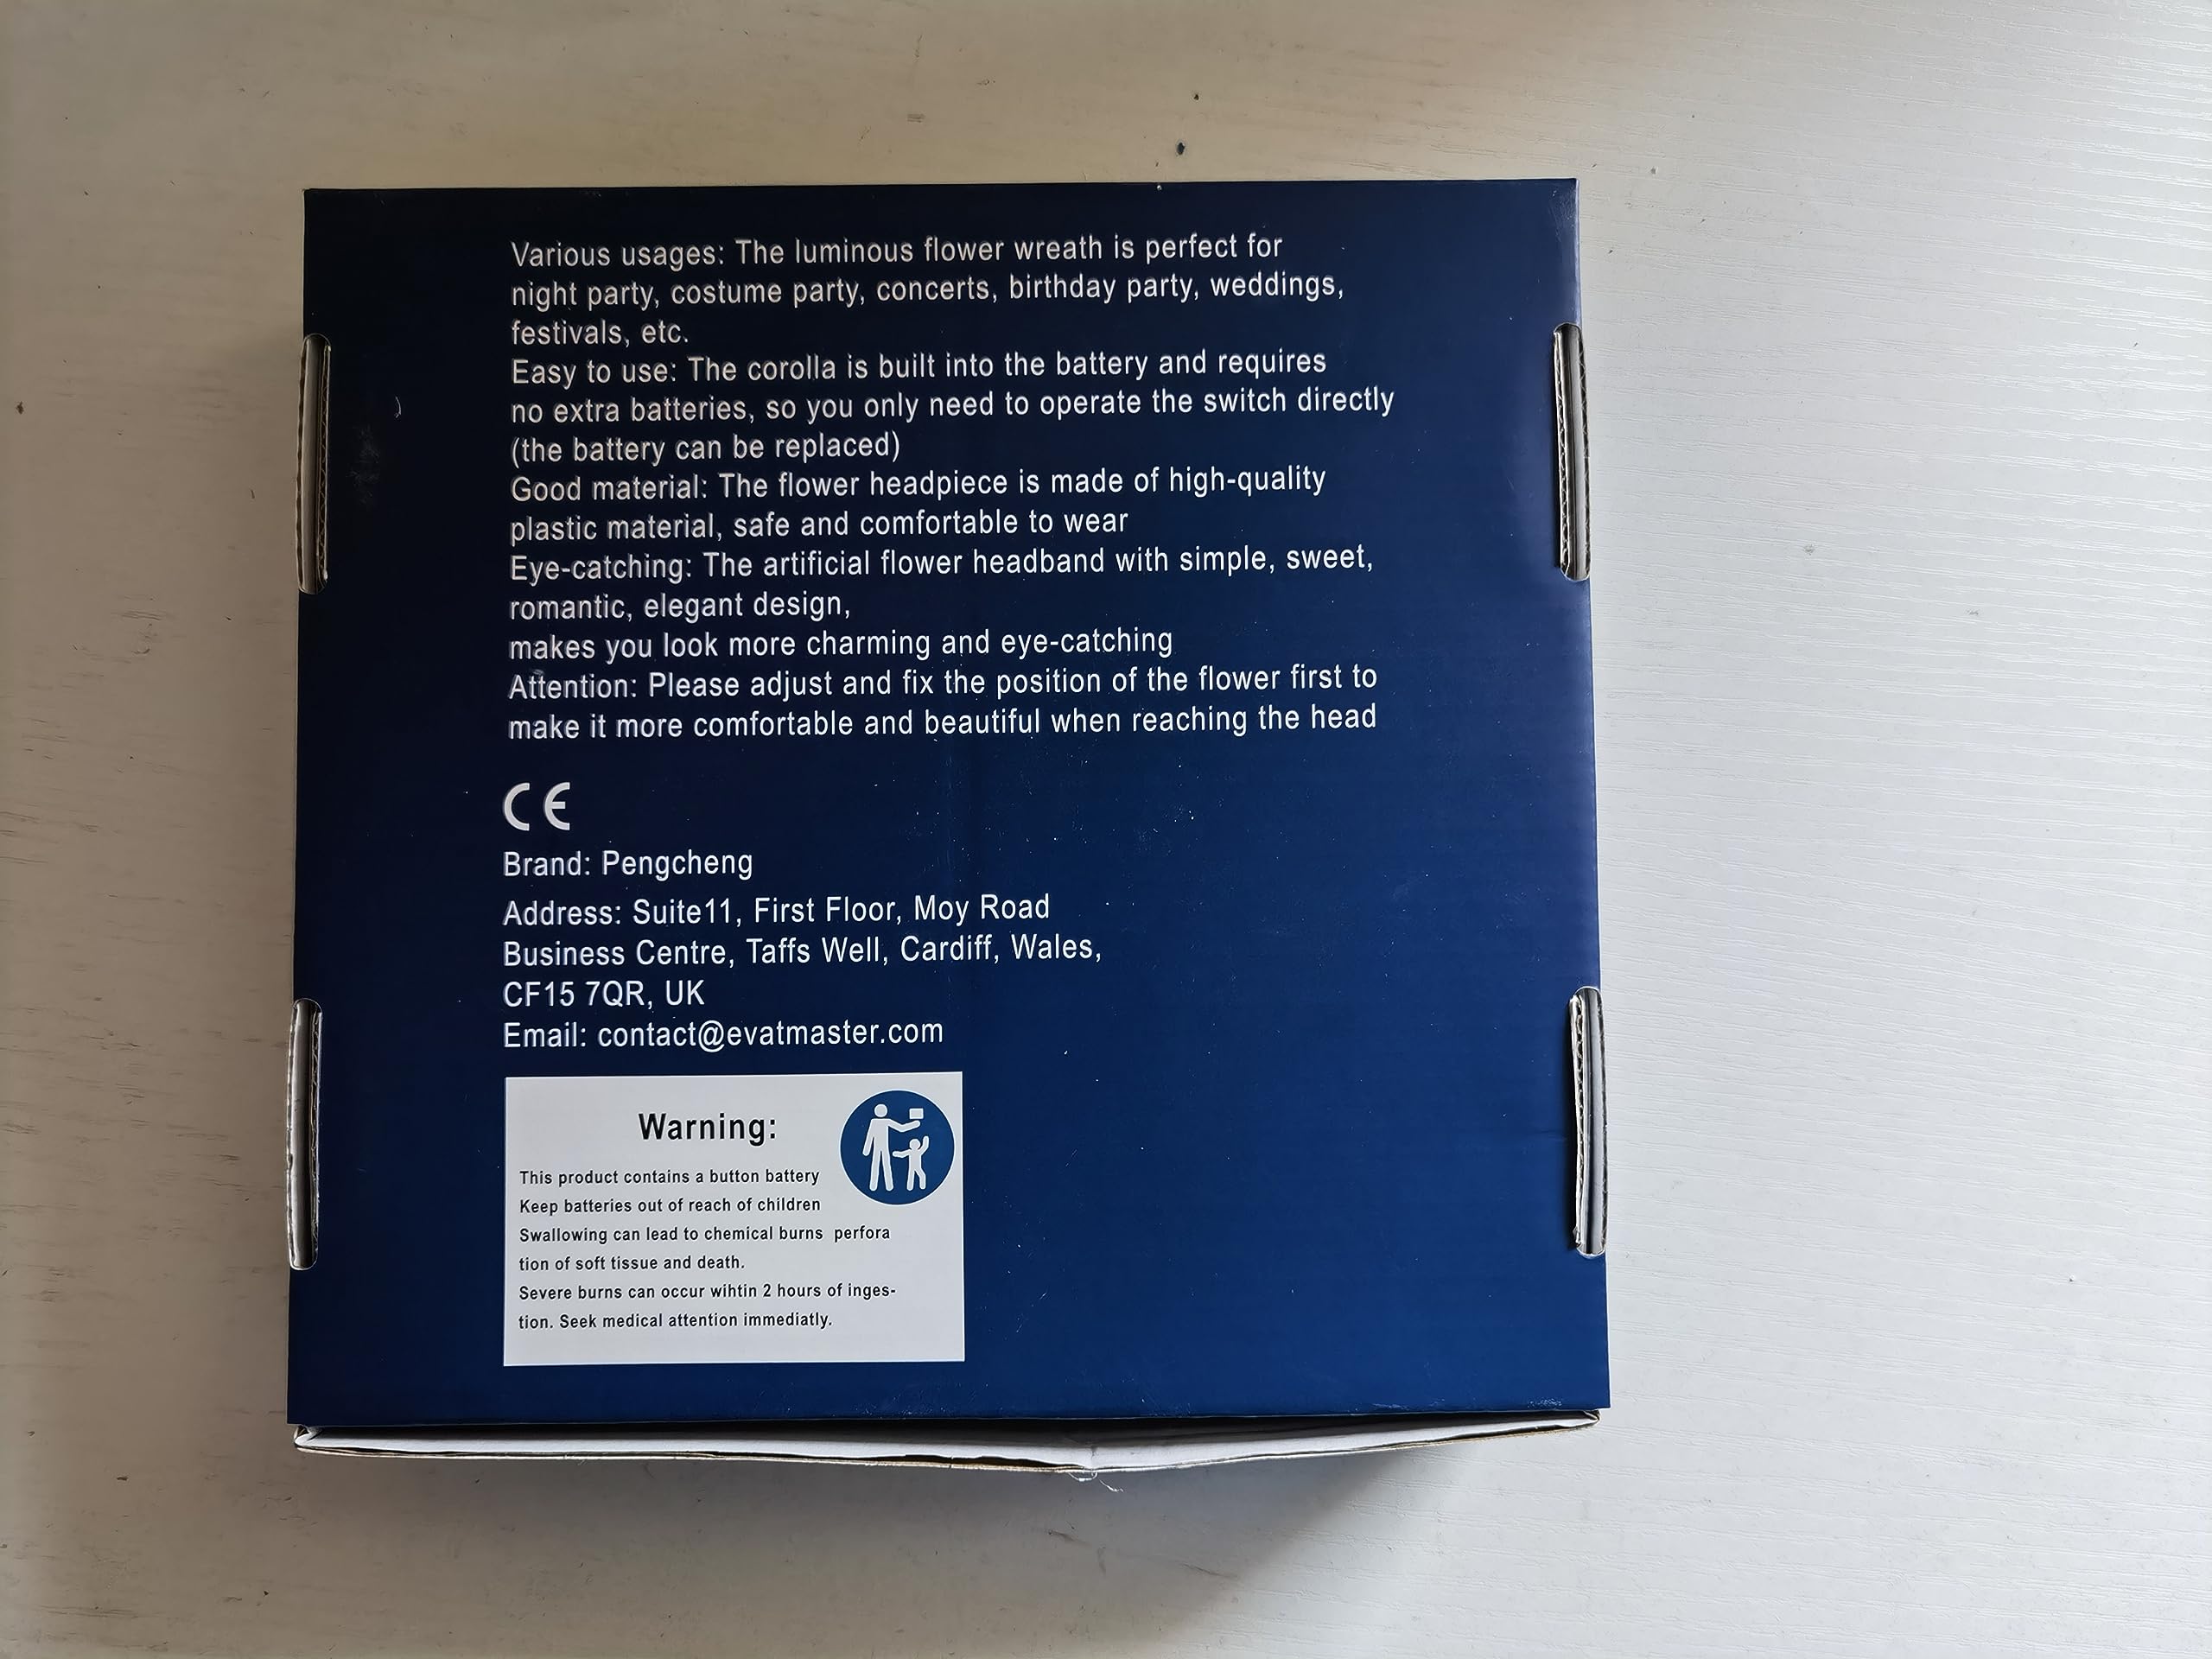 Various usages: The luminous flower wreath is perfect for
night party, costume party, concerts, birthday party, weddings,
festivals, etc.
Easy to use: The corolla is built into the battery and requires
no extra batteries, so you only need to operate the switch directly
(the battery can be replaced)
Good material: The flower headpiece is made of high-quality
plastic material, safe and comfortable to wear
Eye-catching: The artificial flower headband with simple, sweet,
romantic, elegant design,
makes you look more charming and eye-catching
Attention: Please adjust and fix the position of the flower first to
make it more comfortable and beautiful when reaching the head
CE
Brand: Pengcheng
Address: Suite11, First Floor, Moy Road
Business Centre, Taffs Well, Cardiff, Wales,
CF15 7QR, UK
Email: contact@evatmaster.com
Warning:
This product contains a button battery
Keep batteries out of reach of children
Swallowing can lead to chemical burns perfora
tion of soft tissue and death.
Severe burns can occur wihtin 2 hours of inges-
tion. Seek medical attention immediatly.